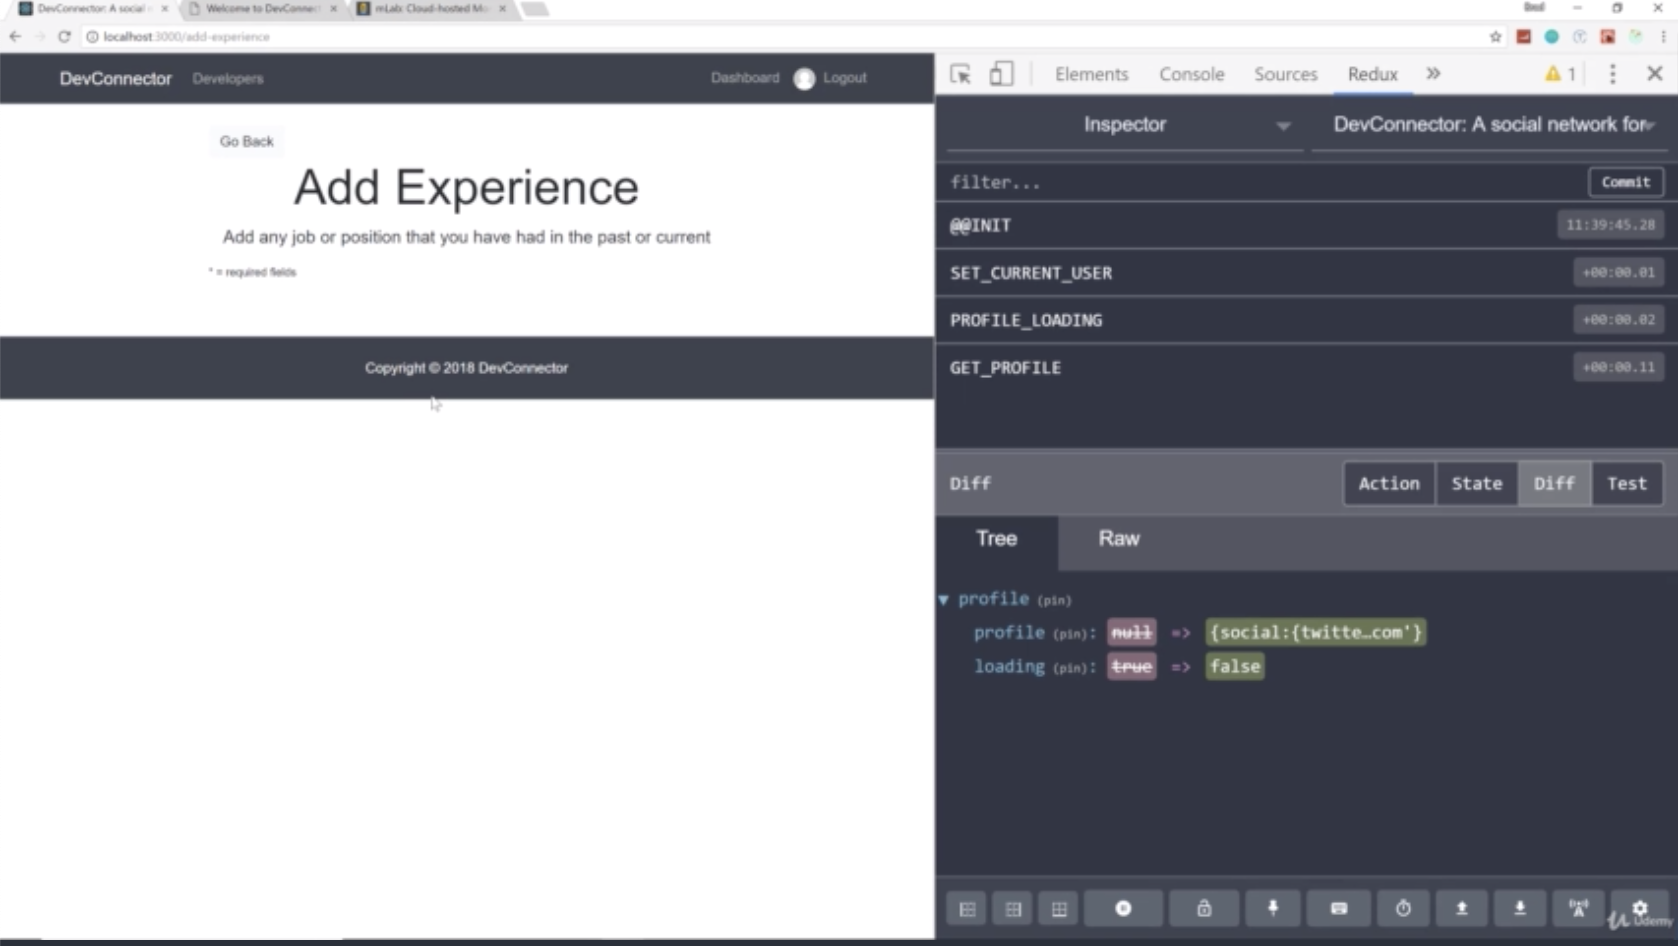 DevConnector: A social
Welcome to DevConnect
mLab: Cloud-hosted Mo
localhost:3000/add-experience
DevConnector
Developers
Dashboard
Logout
Go Back
Add Experience
Add any job or position that you have had in the past or current
* = required fields
Copyright © 2018 DevConnector
Elements
Console
Sources
Redux
»
1
Inspector
DevConnector: A social network for
filter...
Commit
@@INIT
11:39:45.28
SET_CURRENT_USER
+00:00.01
PROFILE_LOADING
+00:00.02
GET_PROFILE
+00:00.11
Diff
Action
State
Diff
Test
Tree
Raw
profile (pin)
profile (pin): null => {social:{twitte…com'}
loading (pin): true => false
Udemy